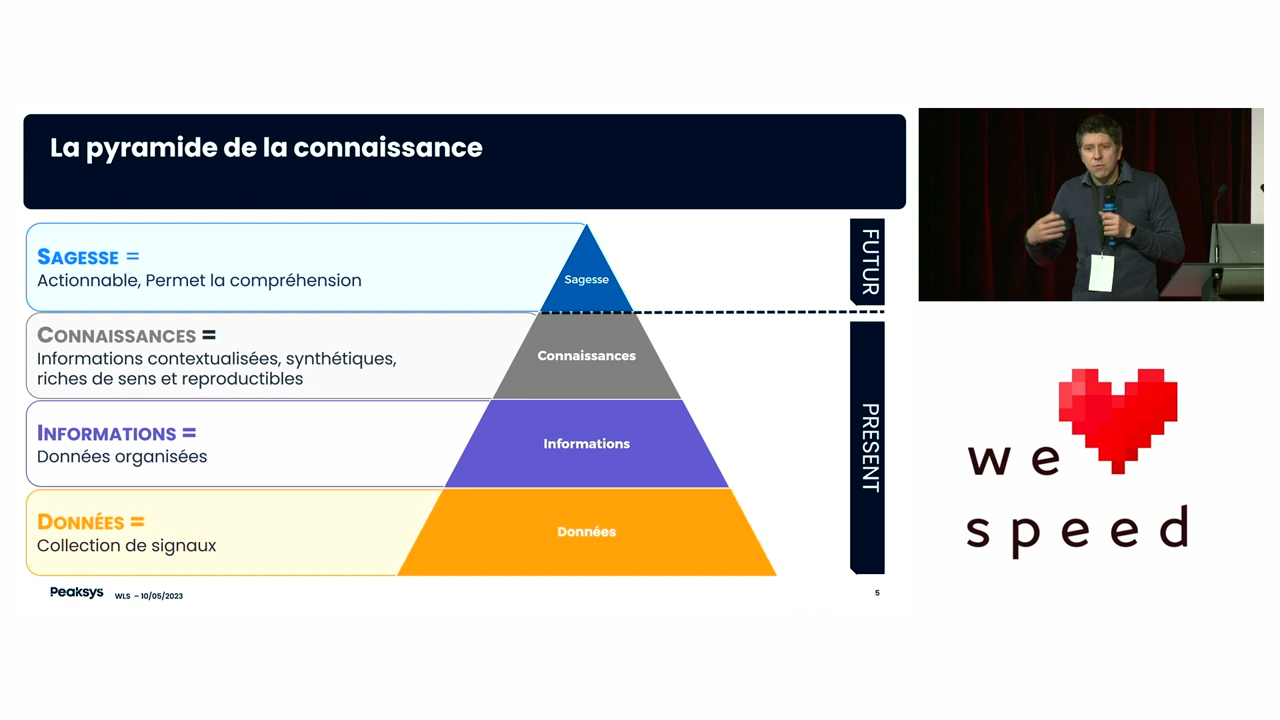 La pyramide de la connaissance
SAGESSE =
Actionnable, Permet la compréhension
CONNAISSANCES =
Informations contextualisées, synthétiques,
riches de sens et reproductibles
INFORMATIONS =
Données organisées
DONNÉES =
Collection de signaux
Sagesse
Connaissances
Informations
Données
FUTUR
PRESENT
Peaksys
WLS – 10/05/2023
5
we
speed